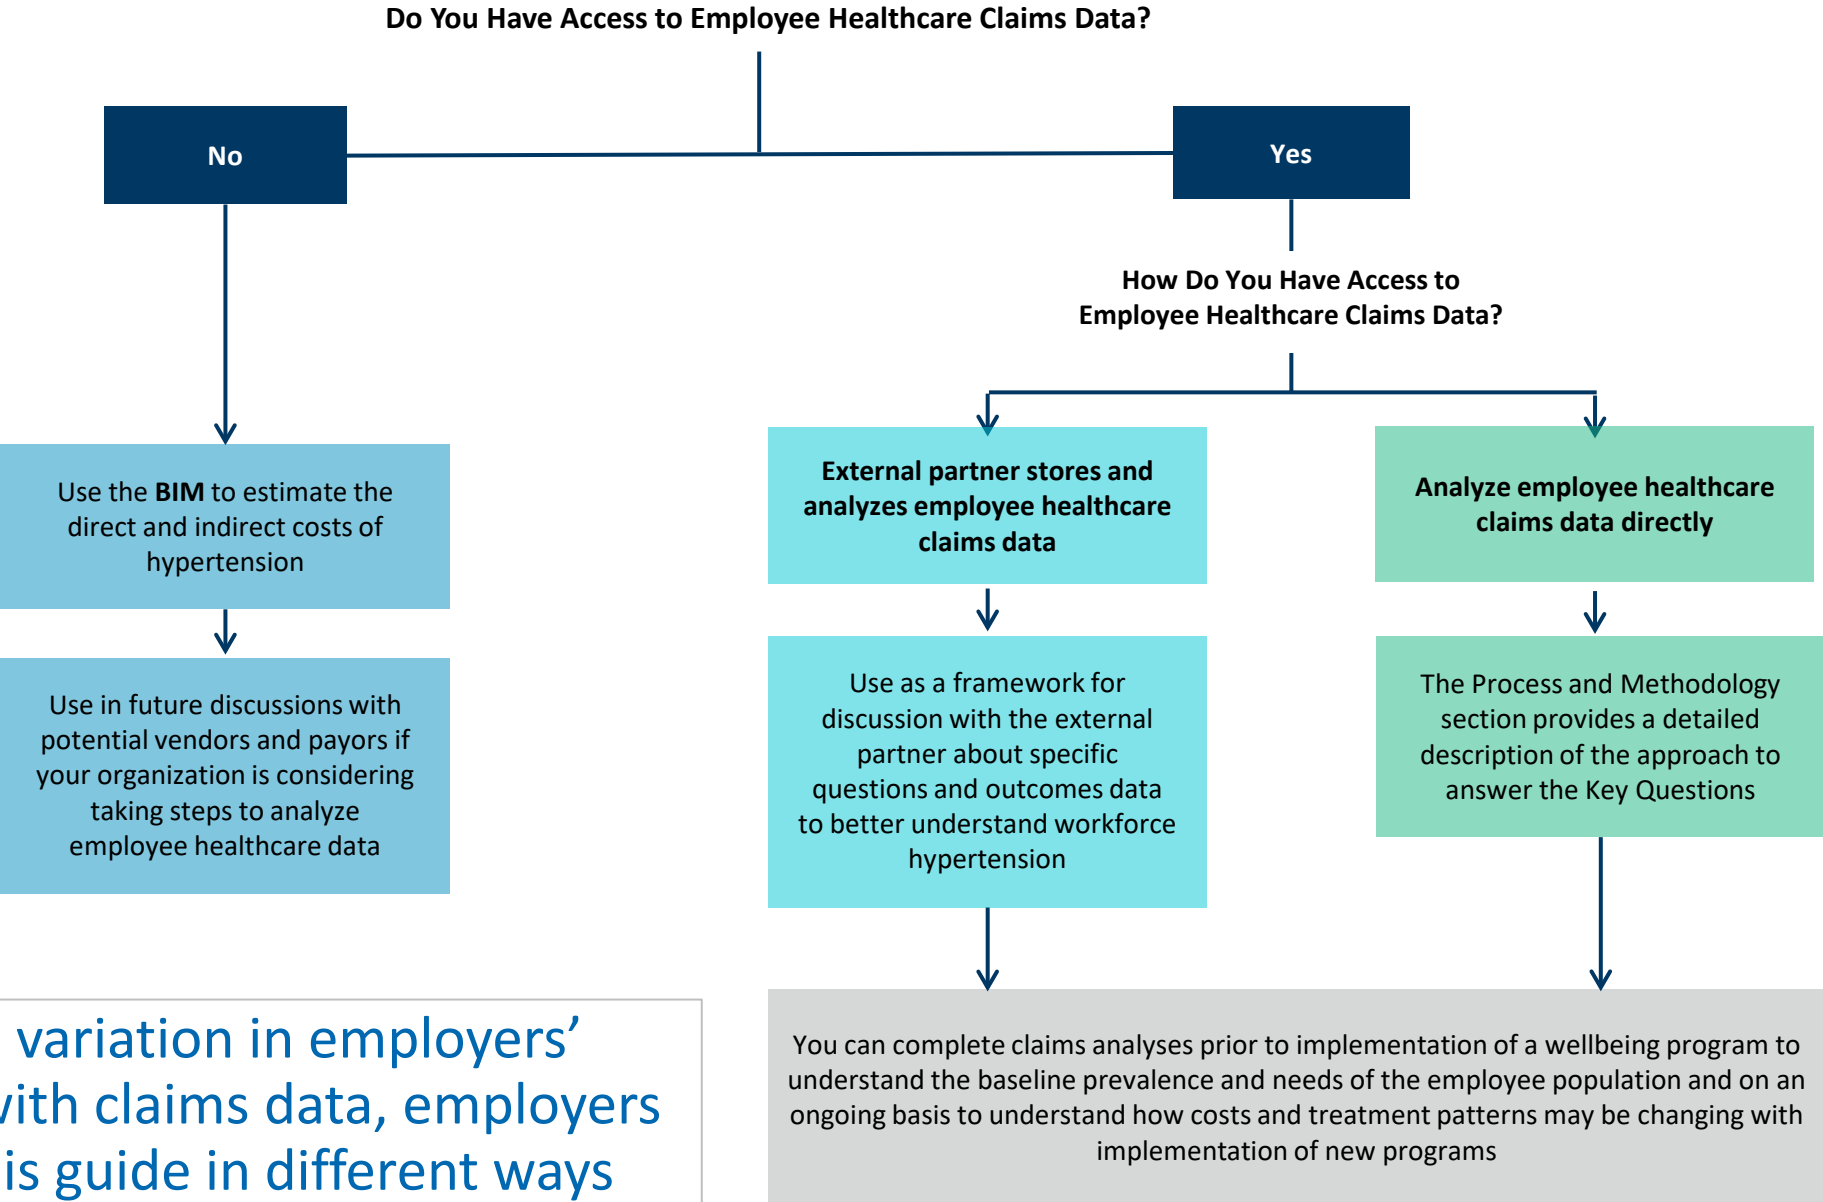 Do You Have Access to Employee Healthcare Claims Data?
No
Yes
How Do You Have Access to
Employee Healthcare Claims Data?
Use the BIM to estimate the
direct and indirect costs of
hypertension
External partner stores and
analyzes employee healthcare
claims data
Analyze employee healthcare
claims data directly
Use in future discussions with
potential vendors and payors if
your organization is considering
taking steps to analyze
employee healthcare data
Use as a framework for
discussion with the external
partner about specific
questions and outcomes data
to better understand workforce
hypertension
The Process and Methodology
section provides a detailed
description of the approach to
answer the Key Questions
variation in employers’
with claims data, employers
is guide in different ways
You can complete claims analyses prior to implementation of a wellbeing program to
understand the baseline prevalence and needs of the employee population and on an
ongoing basis to understand how costs and treatment patterns may be changing with
implementation of new programs